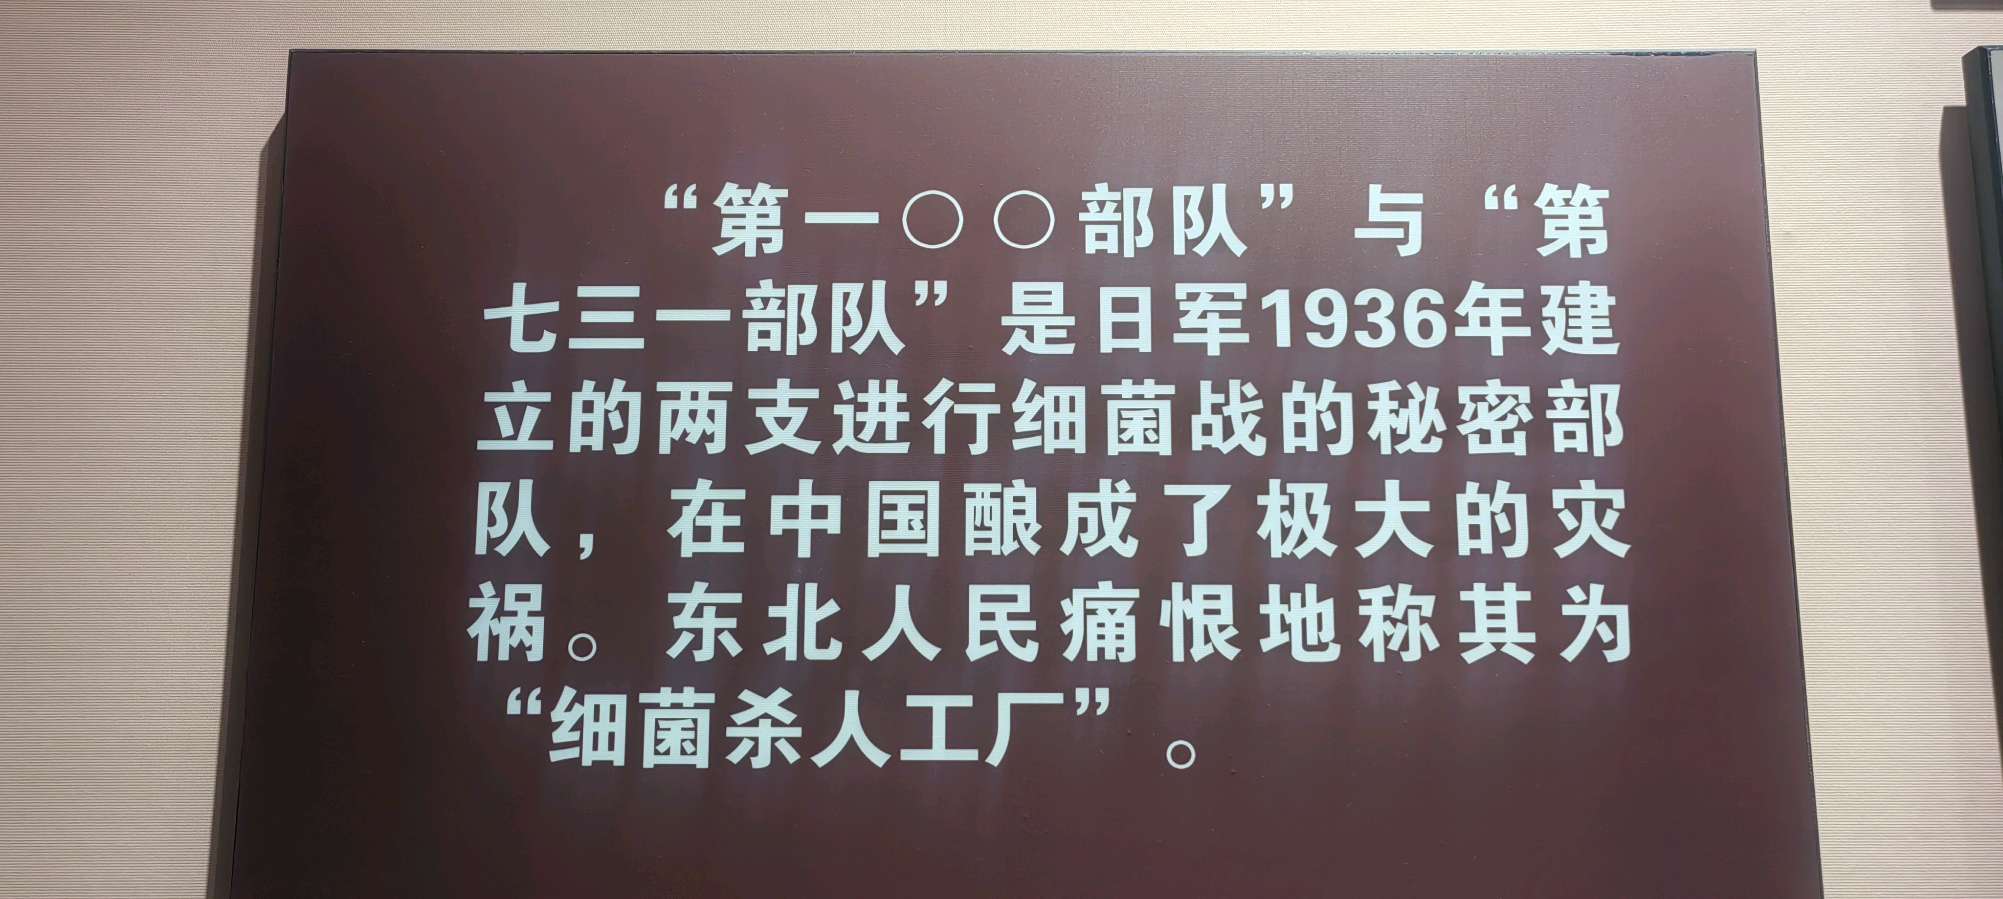 “第一〇〇部队”与“第
七三一部队”是日军1936年建
立的两支进行细菌战的秘密部
队，在中国酿成了极大的灾
祸。东北人民痛恨地称其为
“细菌杀人工厂”。